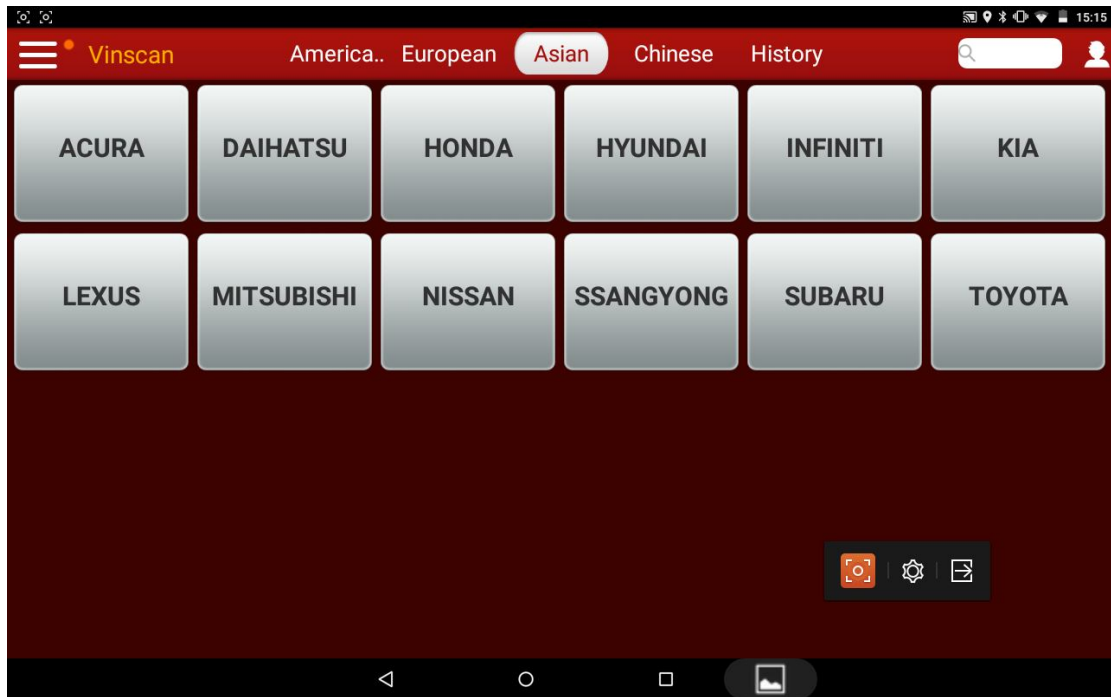 15:15
Vinscan America.. European Asian Chinese History
ACURA DAIHATSU HONDA HYUNDAI INFINITI KIA
LEXUS MITSUBISHI NISSAN SSANGYONG SUBARU TOYOTA